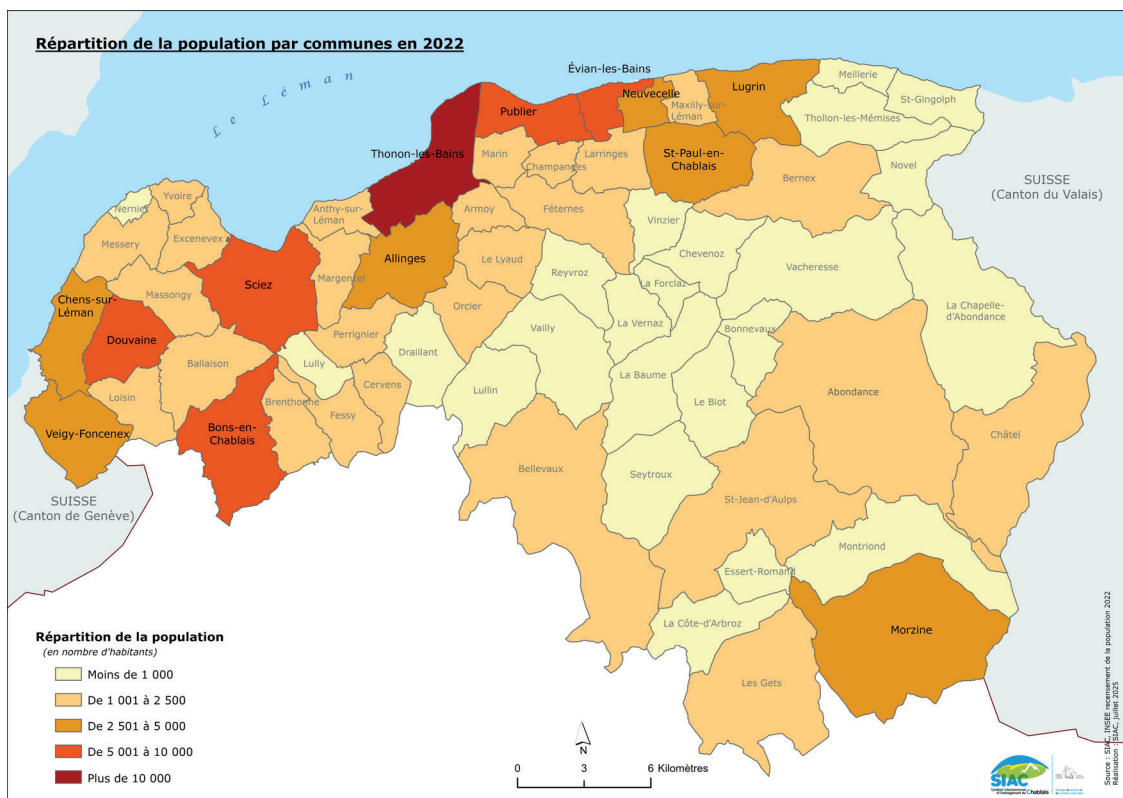 Répartition de la population par communes en 2022
Le Léman
Évian-les-Bains
Meillerie
Lugrin
Neuvecelle
St-Gingolph
Publier
Maxilly-sur-
Léman
Thollon-les-Mémises
Thonon-les-Bains
Marin
Larringes
St-Paul-en-
Chablais
Champanges
Novel
Bernex
SUISSE
(Canton du Valais)
Yvoire
Nernier
Anthy-sur-
Léman
Armoy
Féternes
Excenevex
Messery
Vinzier
Chevenoz
Allinges
Le Lyaud
Vacheresse
Reyvroz
Margencel
La Forclaz
Sciez
Massongy
Chens-sur-
Léman
Orcier
La Chapelle-
d'Abondance
La Vernaz
Vailly
Bonnevaux
Perrignier
Douvaine
Draillant
Ballaison
Lully
La Baume
Cervens
Lullin
Abondance
Loisin
Brenthonne
Le Biot
Fessy
Bons-en-
Chablais
Veigy-Foncenex
Châtel
Bellevaux
Seytroux
SUISSE
(Canton de Genève)
St-Jean-d'Aulps
Montriond
Essert-Romand
La Côte-d'Arbroz
Morzine
Les Gets
Répartition de la population
(en nombre d'habitants)
Moins de 1 000
De 1 001 à 2 500
De 2 501 à 5 000
De 5 001 à 10 000
Plus de 10 000
N
0 3 6 Kilomètres
Source : SIAC, INSEE recensement de la population 2022
Réalisation : SIAC, juillet 2025
SIAC